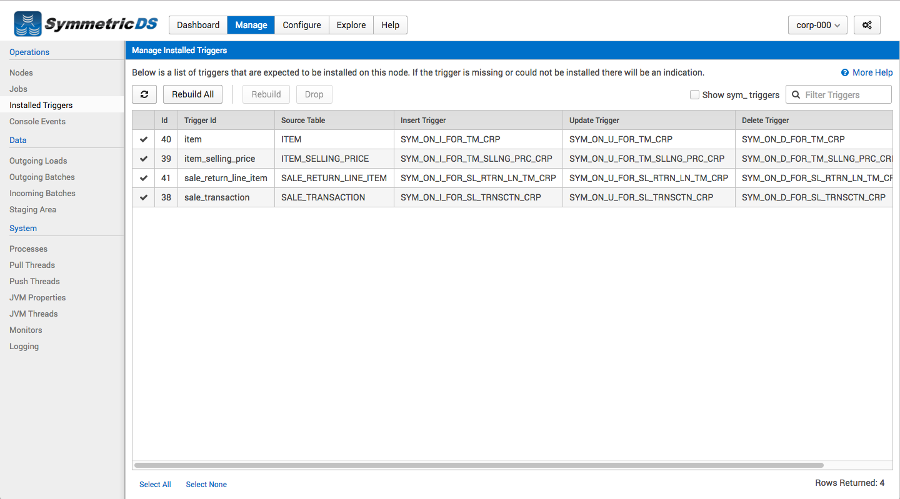 SymmetricDS Dashboard Manage Configure Explore Help corp-000
Operations
Nodes
Jobs
Installed Triggers
Console Events
Data
Outgoing Loads
Outgoing Batches
Incoming Batches
Staging Area
System
Processes
Pull Threads
Push Threads
JVM Properties
JVM Threads
Monitors
Logging
Manage Installed Triggers
Below is a list of triggers that are expected to be installed on this node. If the trigger is missing or could not be installed there will be an indication. More Help
Rebuild All Rebuild Drop Show sym_ triggers Filter Triggers
Id Trigger Id Source Table Insert Trigger Update Trigger Delete Trigger
40 item ITEM SYM_ON_I_FOR_TM_CRP SYM_ON_U_FOR_TM_CRP SYM_ON_D_FOR_TM_CRP
39 item_selling_price ITEM_SELLING_PRICE SYM_ON_I_FOR_TM_SLLNG_PRC_CRP SYM_ON_U_FOR_TM_SLLNG_PRC_CRP SYM_ON_D_FOR_TM_SLLNG_PRC_CR
41 sale_return_line_item SALE_RETURN_LINE_ITEM SYM_ON_I_FOR_SL_RTRN_LN_TM_CRP SYM_ON_U_FOR_SL_RTRN_LN_TM_CRP SYM_ON_D_FOR_SL_RTRN_LN_TM_CF
38 sale_transaction SALE_TRANSACTION SYM_ON_I_FOR_SL_TRNSCTN_CRP SYM_ON_U_FOR_SL_TRNSCTN_CRP SYM_ON_D_FOR_SL_TRNSCTN_CRP
Select All Select None Rows Returned: 4